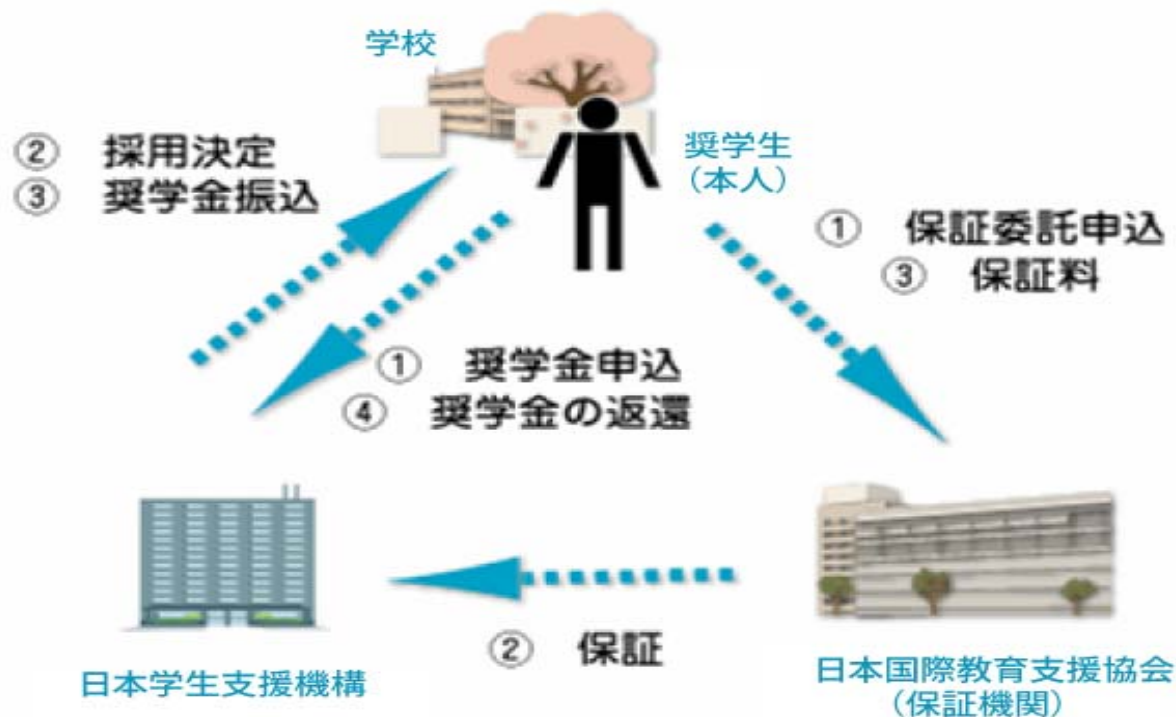 学校
② 採用決定
③ 奨学金振込
奨学生
（本人）
① 保証委託申込
③ 保証料
① 奨学金申込
④ 奨学金の返還
② 保証
日本学生支援機構
日本国際教育支援協会
（保証機関）